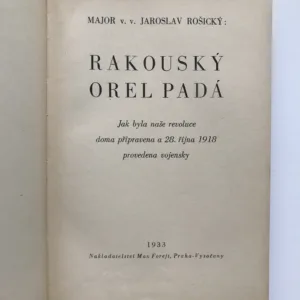 MAJOR v. v. JAROSLAV ROŠICKÝ:
RAKOUSKÝ
OREL PADÁ
Jak byla naše revoluce
doma připravena a 28. října 1918
provedena vojensky
1933
Nakladatelství Max Forejt, Praha-Vysočany